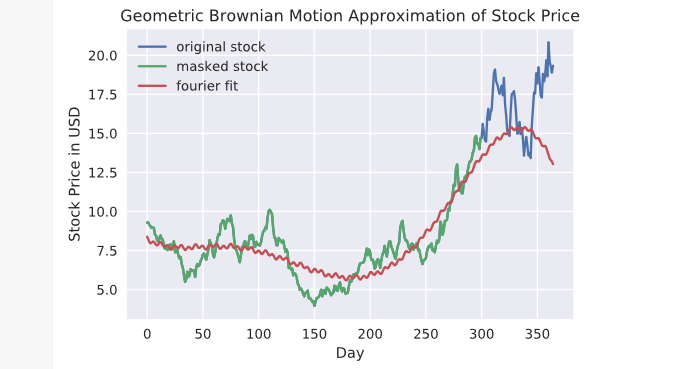 Geometric Brownian Motion Approximation of Stock Price
original stock
masked stock
fourier fit
Stock Price in USD
20.0
17.5
15.0
12.5
10.0
7.5
5.0
0 50 100 150 200 250 300 350
Day